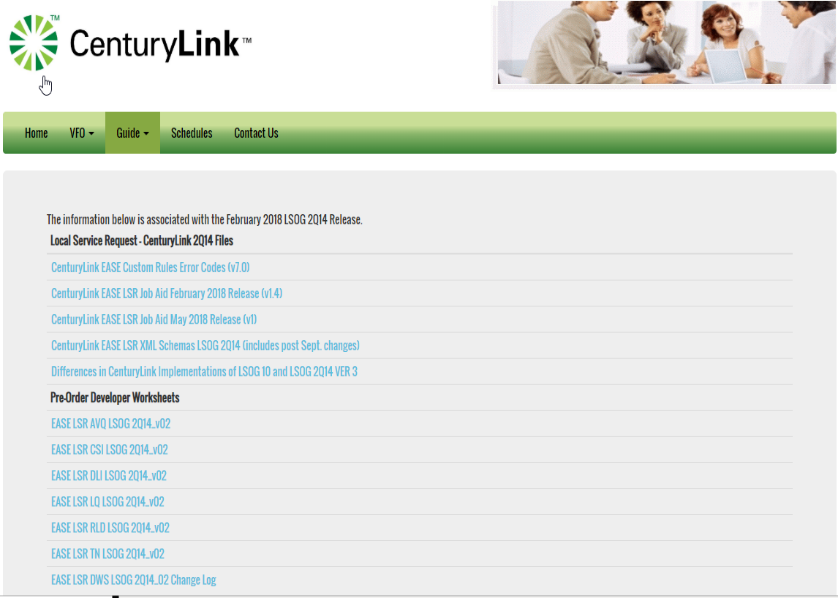 CenturyLink™
Home VFO Guide Schedules Contact Us
The information below is associated with the February 2018 LSOG 2Q14 Release.
Local Service Request - CenturyLink 2Q14 Files
CenturyLink EASE Custom Rules Error Codes (v7.0)
CenturyLink EASE LSR Job Aid February 2018 Release (v1.4)
CenturyLink EASE LSR Job Aid May 2018 Release (v1)
CenturyLink EASE LSR XML Schemas LSOG 2Q14 (includes post Sept. changes)
Differences in CenturyLink Implementations of LSOG 10 and LSOG 2Q14 VER 3
Pre-Order Developer Worksheets
EASE LSR AVQ LSOG 2Q14_v02
EASE LSR CSI LSOG 2Q14_v02
EASE LSR DLI LSOG 2Q14_v02
EASE LSR LQ LSOG 2Q14_v02
EASE LSR RLD LSOG 2Q14_v02
EASE LSR TN LSOG 2Q14_v02
EASE LSR DWS LSOG 2Q14_02 Change Log